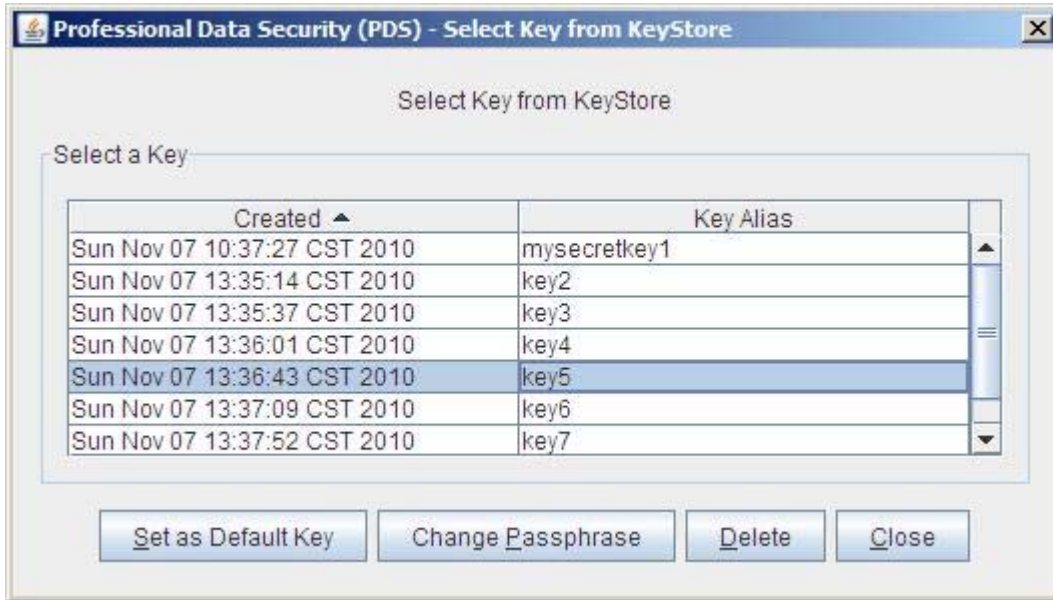 Professional Data Security (PDS) - Select Key from KeyStore
Select Key from KeyStore
Select a Key
Created Key Alias
Sun Nov 07 10:37:27 CST 2010 mysecretkey1
Sun Nov 07 13:35:14 CST 2010 key2
Sun Nov 07 13:35:37 CST 2010 key3
Sun Nov 07 13:36:01 CST 2010 key4
Sun Nov 07 13:36:43 CST 2010 key5
Sun Nov 07 13:37:09 CST 2010 key6
Sun Nov 07 13:37:52 CST 2010 key7
Set as Default Key Change Passphrase Delete Close